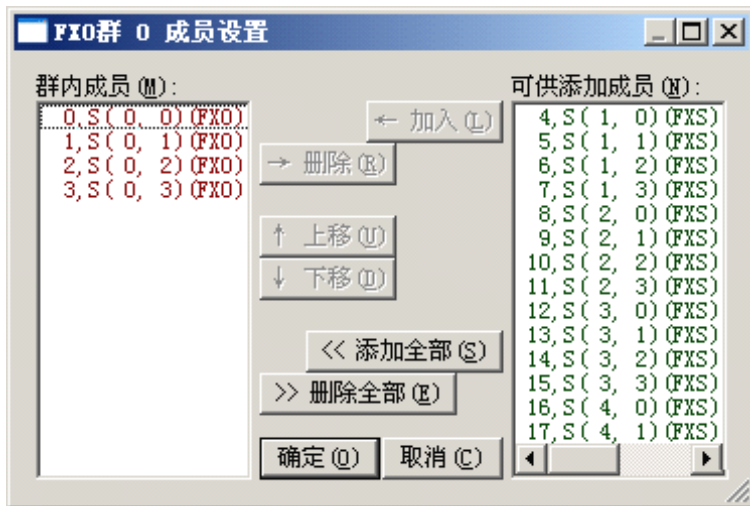 FXO群 0 成员设置
群内成员(M):
0,S( 0, 0)(FXO)
1,S( 0, 1)(FXO)
2,S( 0, 2)(FXO)
3,S( 0, 3)(FXO)
← 加入(L)
→ 删除(R)
↑ 上移(U)
↓ 下移(D)
<< 添加全部(S)
>> 删除全部(E)
确定(O)
取消(C)
可供添加成员(N):
4,S( 1, 0)(FXS)
5,S( 1, 1)(FXS)
6,S( 1, 2)(FXS)
7,S( 1, 3)(FXS)
8,S( 2, 0)(FXS)
9,S( 2, 1)(FXS)
10,S( 2, 2)(FXS)
11,S( 2, 3)(FXS)
12,S( 3, 0)(FXS)
13,S( 3, 1)(FXS)
14,S( 3, 2)(FXS)
15,S( 3, 3)(FXS)
16,S( 4, 0)(FXS)
17,S( 4, 1)(FXS)